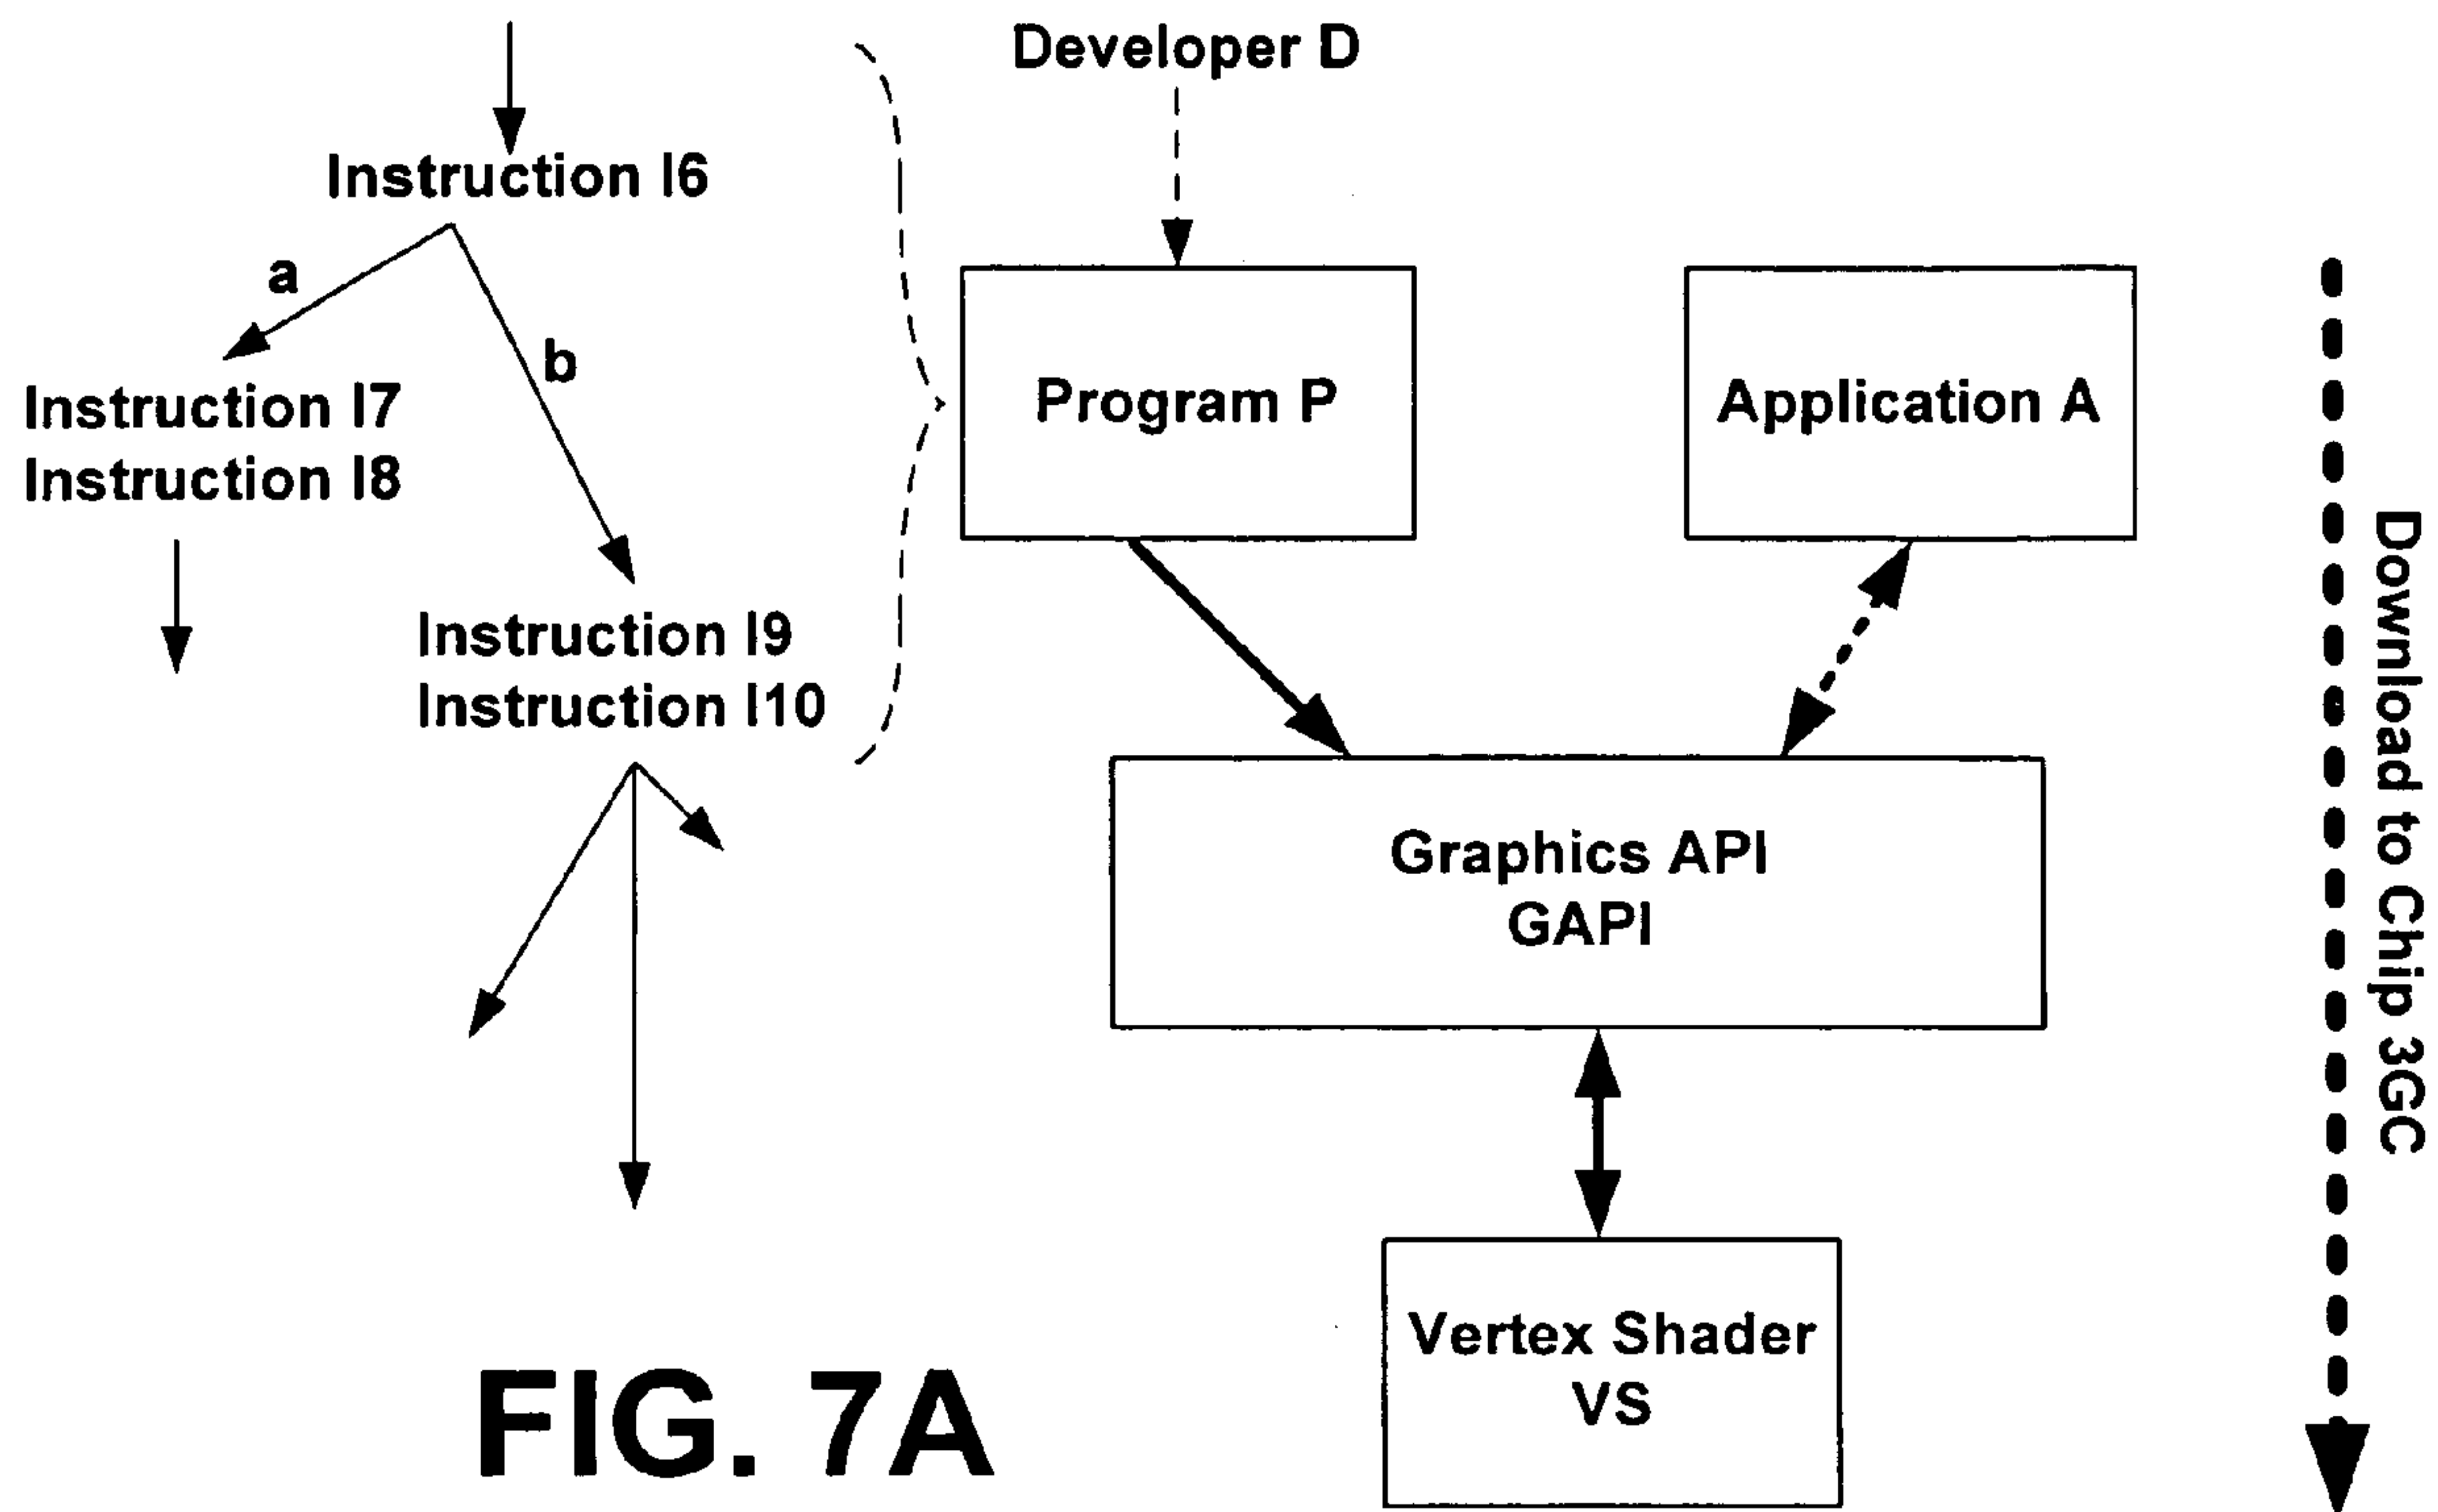 Developer D
Instruction I6
a
b
Instruction I7
Instruction I8
Instruction I9
Instruction I10
Program P
Application A
Graphics API
GAPI
Vertex Shader
VS
Download to Chip 3GC
FIG. 7A